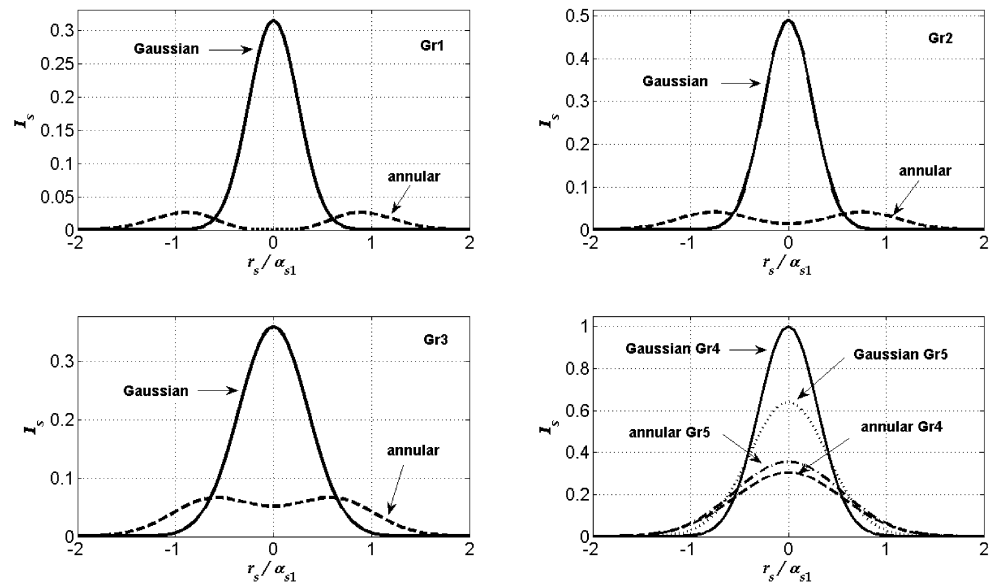 0.3
0.25
0.2
0.15
0.1
0.05
0
Gaussian
Gr1
annular
I_s
-2 -1 0 1 2
r_s / α_s1
0.5
0.4
0.3
0.2
0.1
0
Gaussian
Gr2
annular
I_s
-2 -1 0 1 2
r_s / α_s1
0.3
0.2
0.1
0
Gr3
Gaussian
annular
I_s
-2 -1 0 1 2
r_s / α_s1
1
0.8
0.6
0.4
0.2
0
Gaussian Gr4
Gaussian Gr5
annular Gr5
annular Gr4
I_s
-2 -1 0 1 2
r_s / α_s1